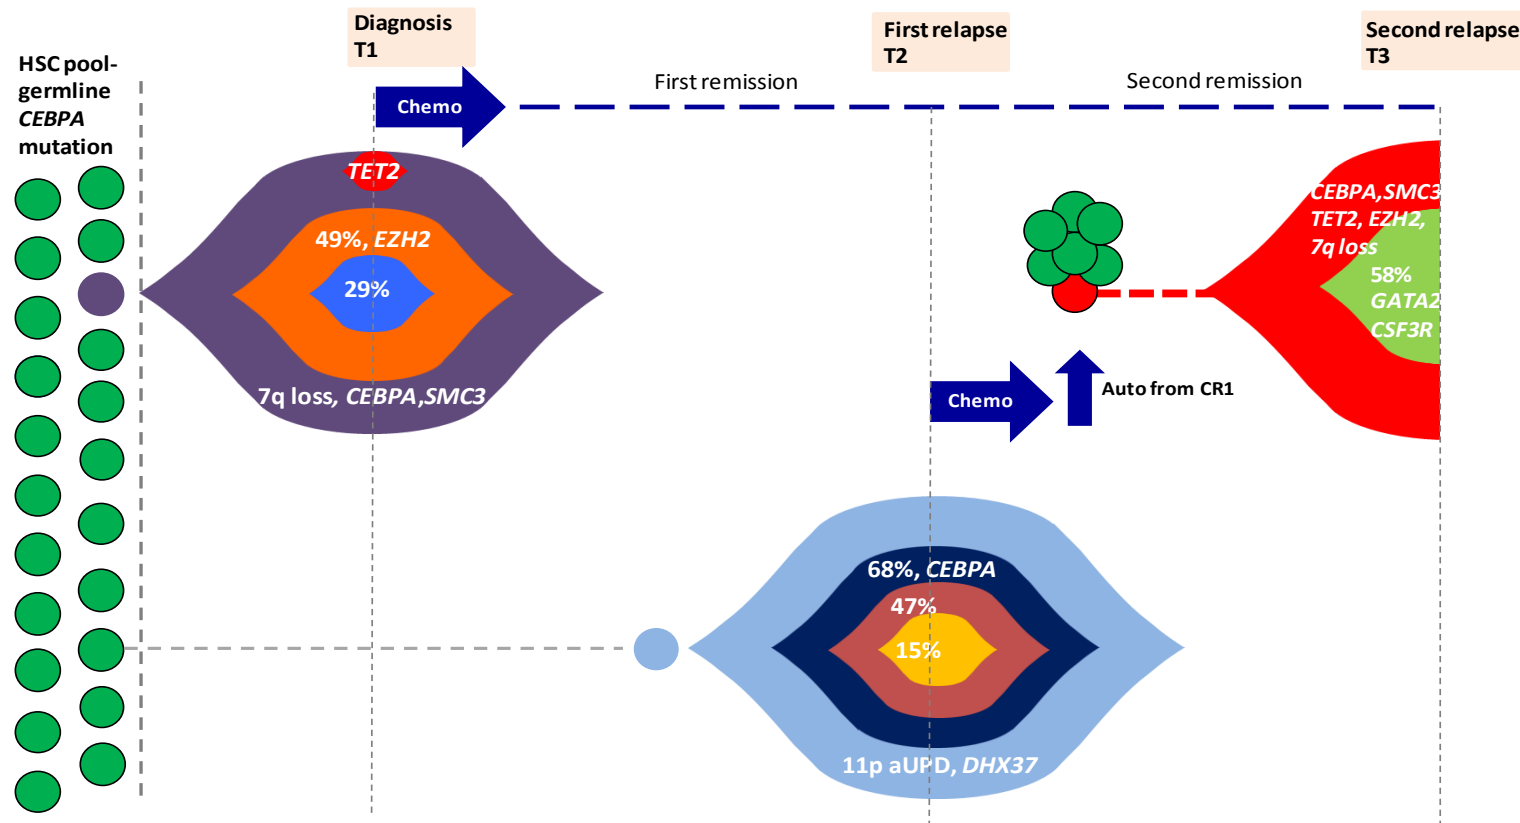 Diagnosis
T1
First relapse
T2
Second relapse
T3
HSC pool-
germline
CEBPA
mutation
Chemo
First remission
Second remission
TET2
49%, EZH2
29%
7q loss, CEBPA,SMC3
CEBPA,SMC3
TET2, EZH2,
7q loss
58%
GATA2
CSF3R
Chemo
Auto from CR1
68%, CEBPA
47%
15%
11p aUPD, DHX37